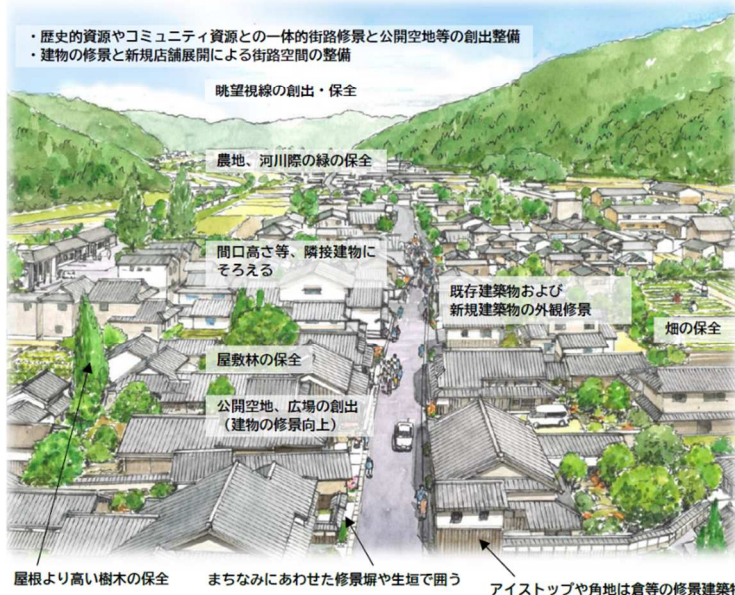 ・歴史的資源やコミュニティ資源との一体的街路修景と公開空地等の創出整備
・建物の修景と新規店舗展開による街路空間の整備
眺望視線の創出・保全
農地、河川際の緑の保全
間口高さ等、隣接建物に
そろえる
既存建築物および
新規建築物の外観修景
畑の保全
屋敷林の保全
公開空地、広場の創出
（建物の修景向上）
屋根より高い樹木の保全
まちなみにあわせた修景塀や生垣で囲う
アイストップや角地は倉等の修景建築物